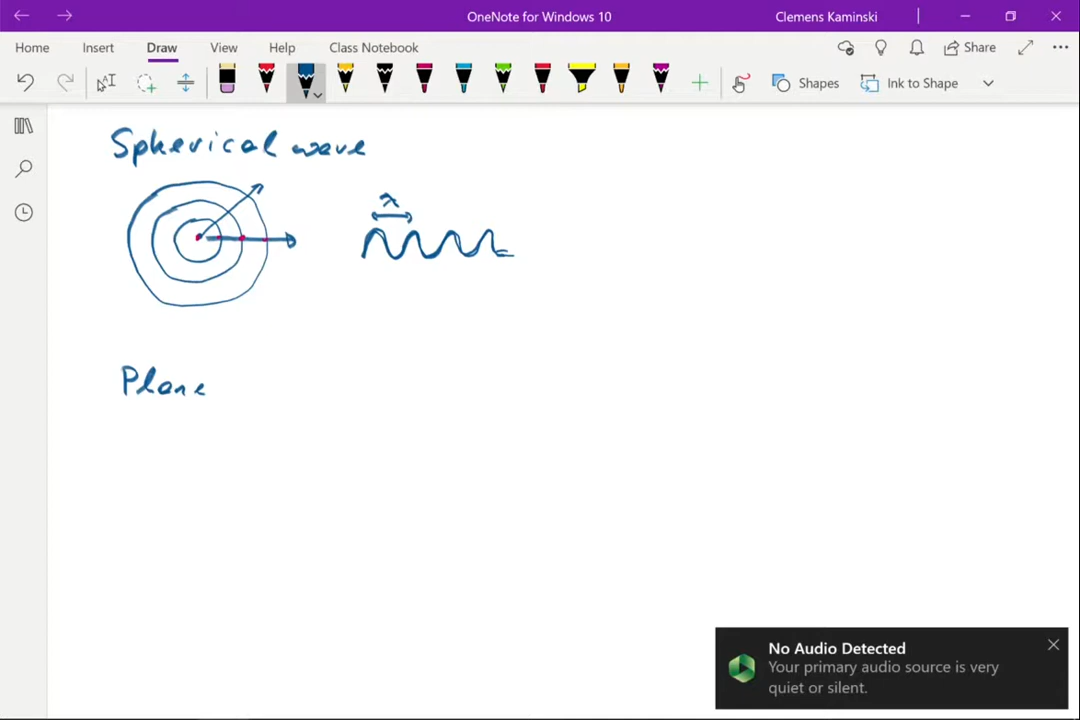 OneNote for Windows 10
Clemens Kaminski
Home Insert Draw View Help Class Notebook
Share
Shapes
Ink to Shape
Spherical wave
λ
Plane
No Audio Detected
Your primary audio source is very
quiet or silent.